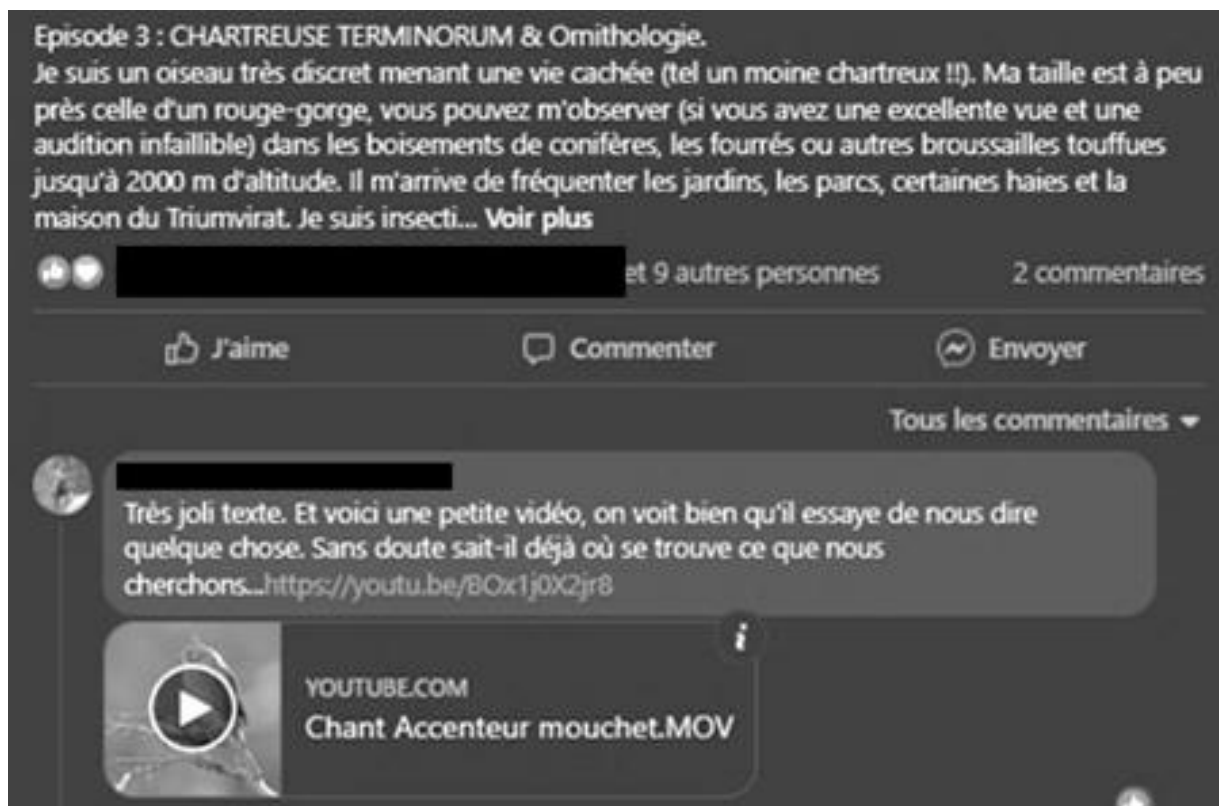 Episode 3 : CHARTREUSE TERMINORUM & Ornithologie.
Je suis un oiseau très discret menant une vie cachée (tel un moine chartreux !!). Ma taille est à peu
près celle d'un rouge-gorge, vous pouvez m'observer (si vous avez une excellente vue et une
audition infaillible) dans les boisements de conifères, les fourrés ou autres broussailles touffues
jusqu'à 2000 m d'altitude. Il m'arrive de fréquenter les jardins, les parcs, certaines haies et la
maison du Triumvirat. Je suis insecti... Voir plus
et 9 autres personnes
2 commentaires
J'aime
Commenter
Envoyer
Tous les commentaires
Très joli texte. Et voici une petite vidéo, on voit bien qu'il essaye de nous dire
quelque chose. Sans doute sait-il déjà où se trouve ce que nous
cherchons...https://youtu.be/BOx1j0X2jr8
i
YOUTUBE.COM
Chant Accenteur mouchet.MOV